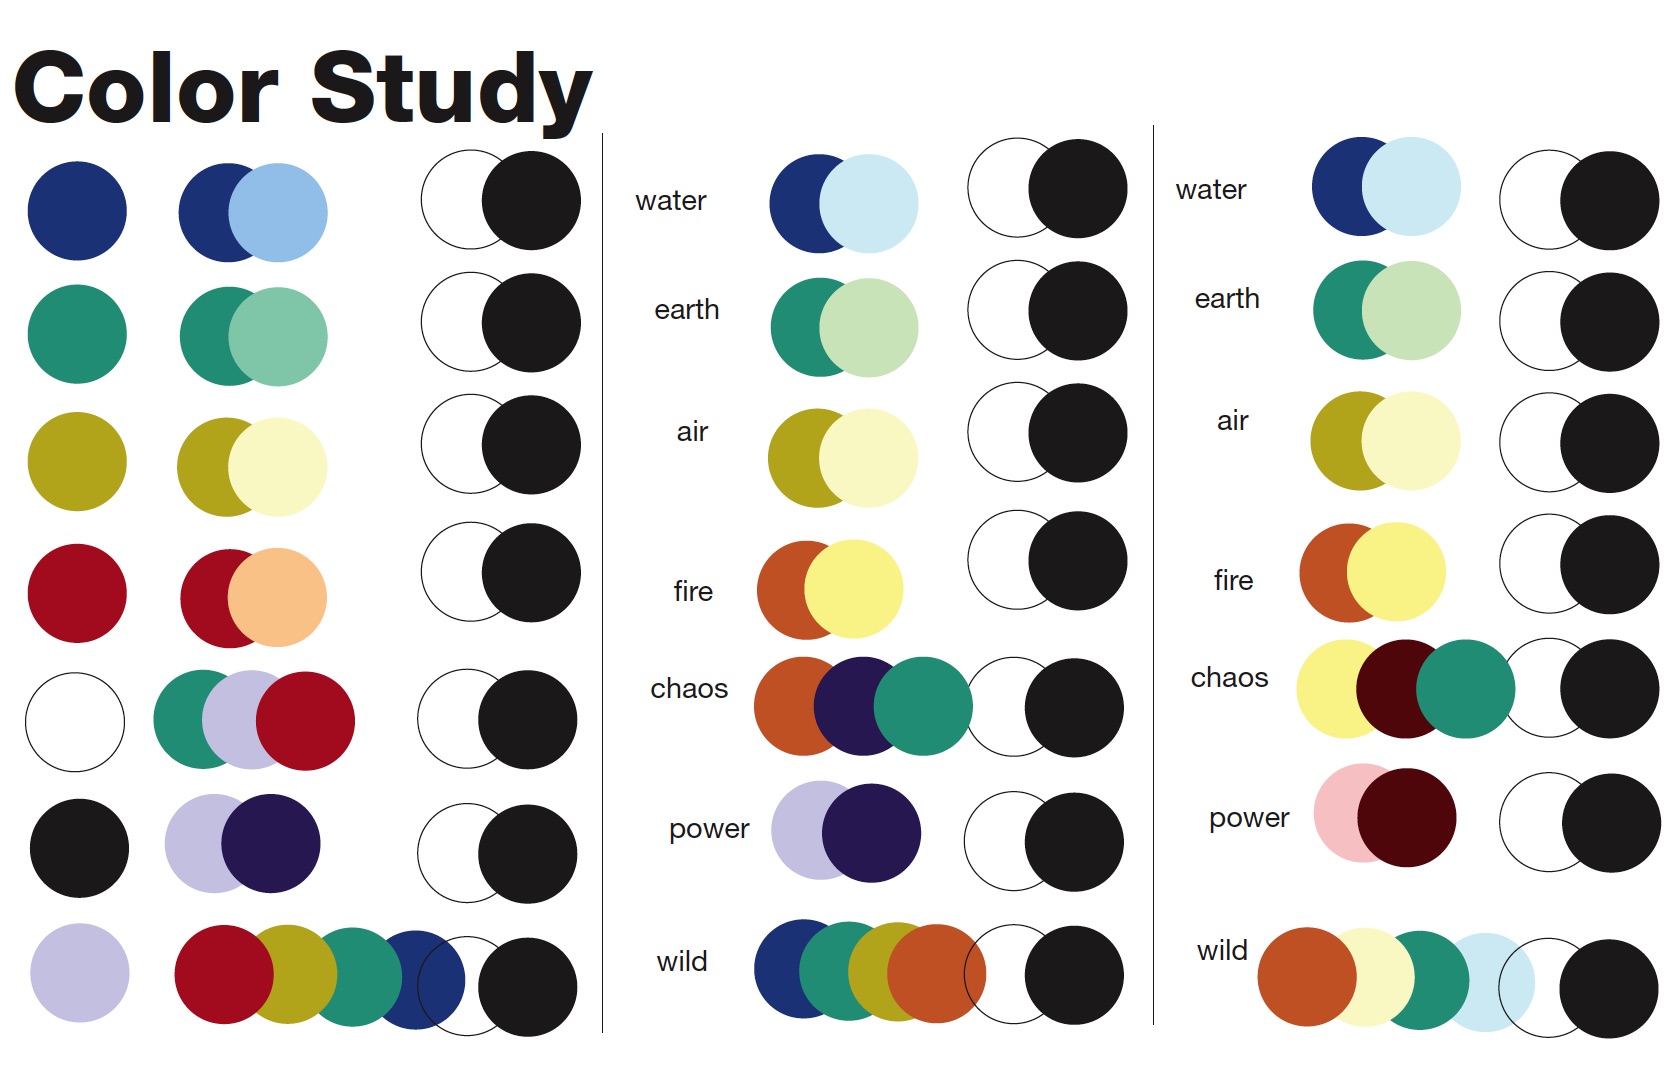 Color Study
water
earth
air
fire
chaos
power
wild
water
earth
air
fire
chaos
power
wild